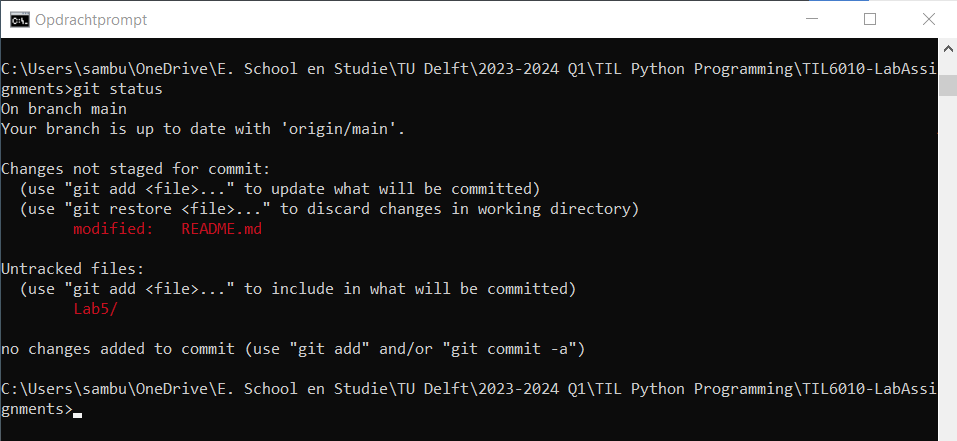 Opdrachtprompt
C:\Users\sambu\OneDrive\E. School en Studie\TU Delft\2023-2024 Q1\TIL Python Programming\TIL6010-LabAssi
gnments>git status
On branch main
Your branch is up to date with 'origin/main'.
Changes not staged for commit:
  (use "git add <file>..." to update what will be committed)
  (use "git restore <file>..." to discard changes in working directory)
        modified:   README.md
Untracked files:
  (use "git add <file>..." to include in what will be committed)
        Lab5/
no changes added to commit (use "git add" and/or "git commit -a")
C:\Users\sambu\OneDrive\E. School en Studie\TU Delft\2023-2024 Q1\TIL Python Programming\TIL6010-LabAssi
gnments>